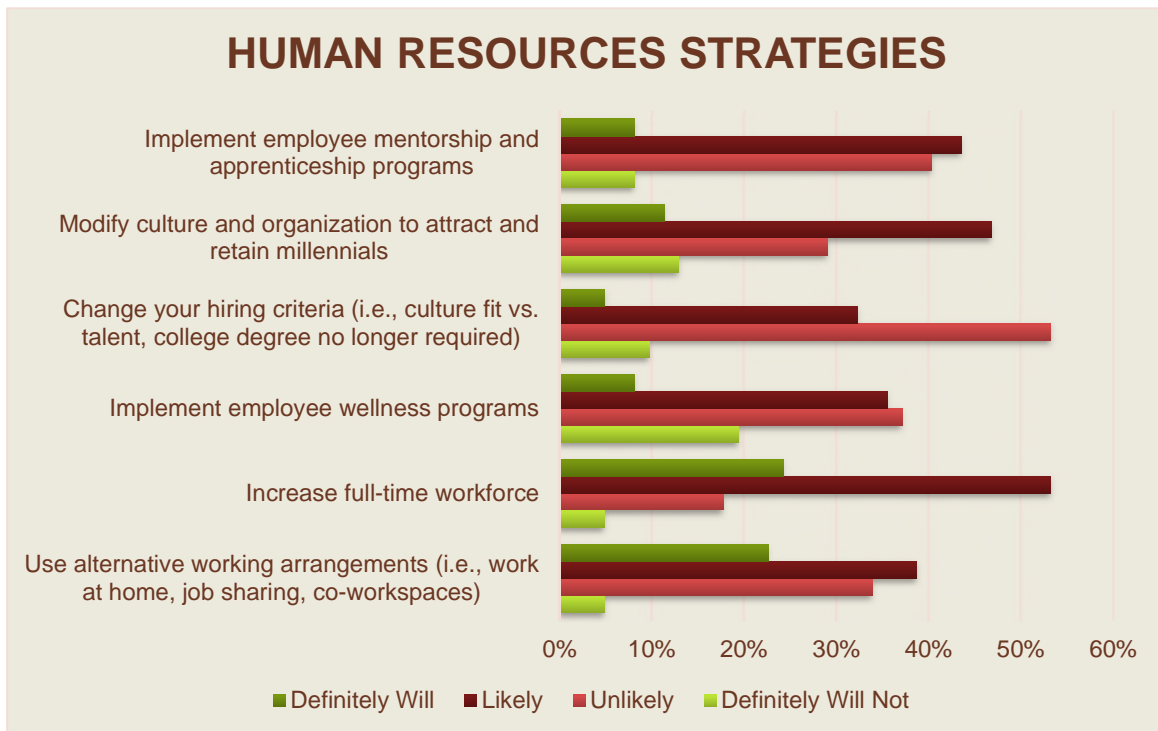 HUMAN RESOURCES STRATEGIES
Implement employee mentorship and
apprenticeship programs
Modify culture and organization to attract and
retain millennials
Change your hiring criteria (i.e., culture fit vs.
talent, college degree no longer required)
Implement employee wellness programs
Increase full-time workforce
Use alternative working arrangements (i.e., work
at home, job sharing, co-workspaces)
0% 10% 20% 30% 40% 50% 60%
Definitely Will Likely Unlikely Definitely Will Not